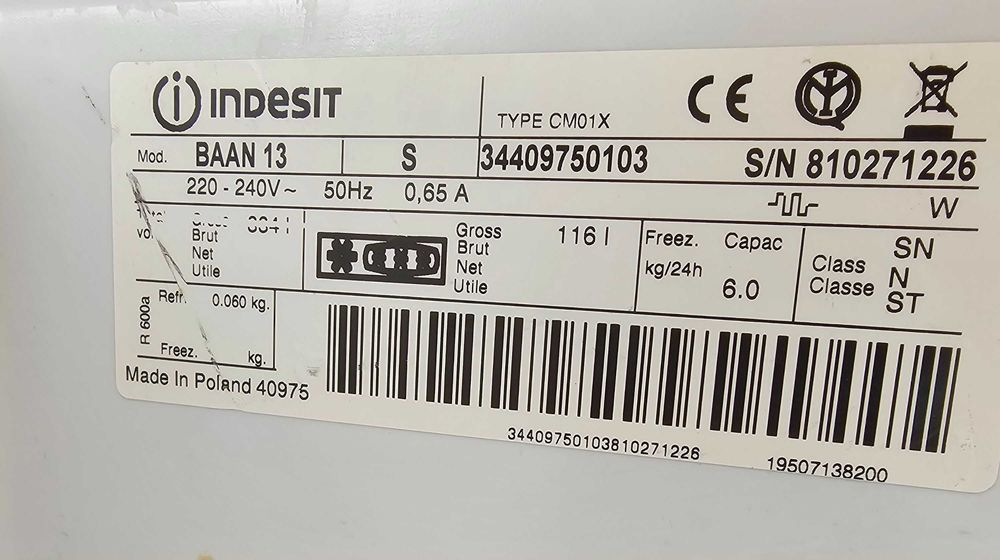 INDESIT
TYPE CM01X
CE
Mod. BAAN 13 S 34409750103 S/N 810271226
220 - 240V~ 50Hz 0,65 A W
Gross 116 l
Brut
Net
Utile
Brut
Net
Utile
Freez. Capac
kg/24h 6.0
Class
Classe
SN
N
ST
R 600a
Refr. 0.060 kg.
Freez. kg.
Made In Poland 40975
34409750103810271226
19507138200